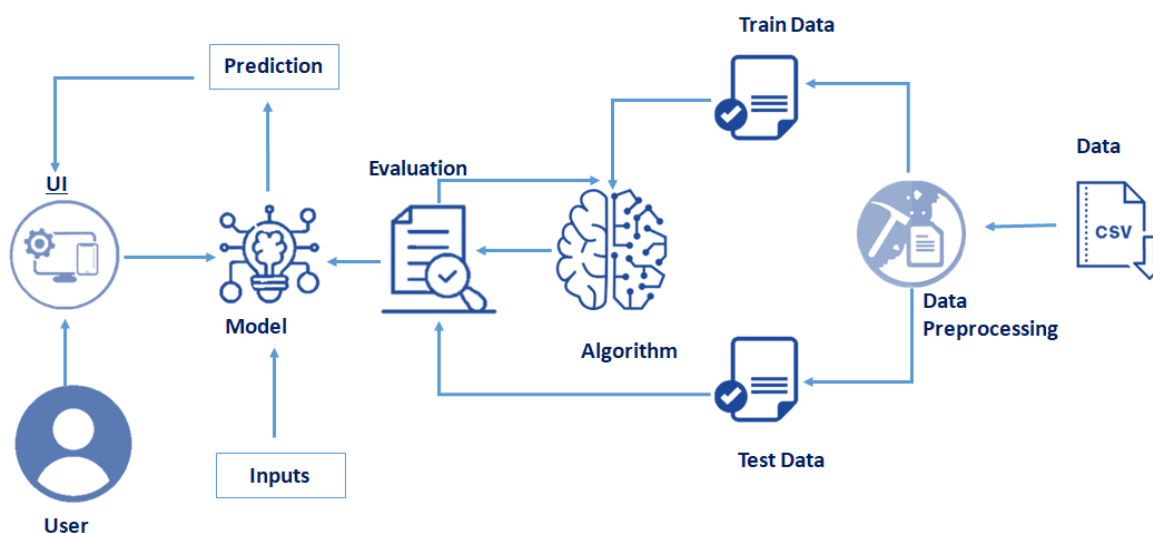 Train Data
Prediction
Data
Evaluation
UI
CSV
Data
Preprocessing
Model
Algorithm
Test Data
Inputs
User